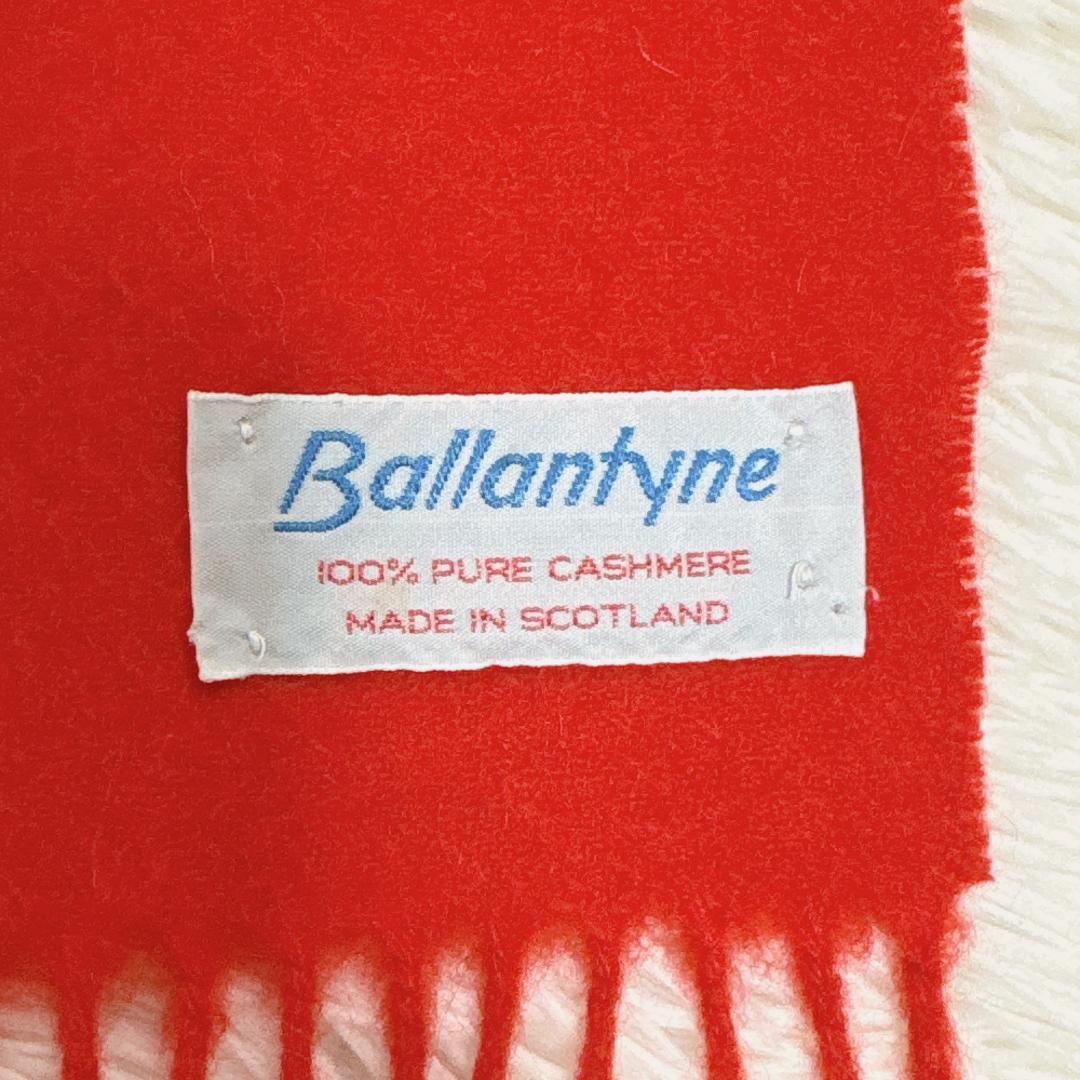 Ballantyne
100% PURE CASHMERE
MADE IN SCOTLAND